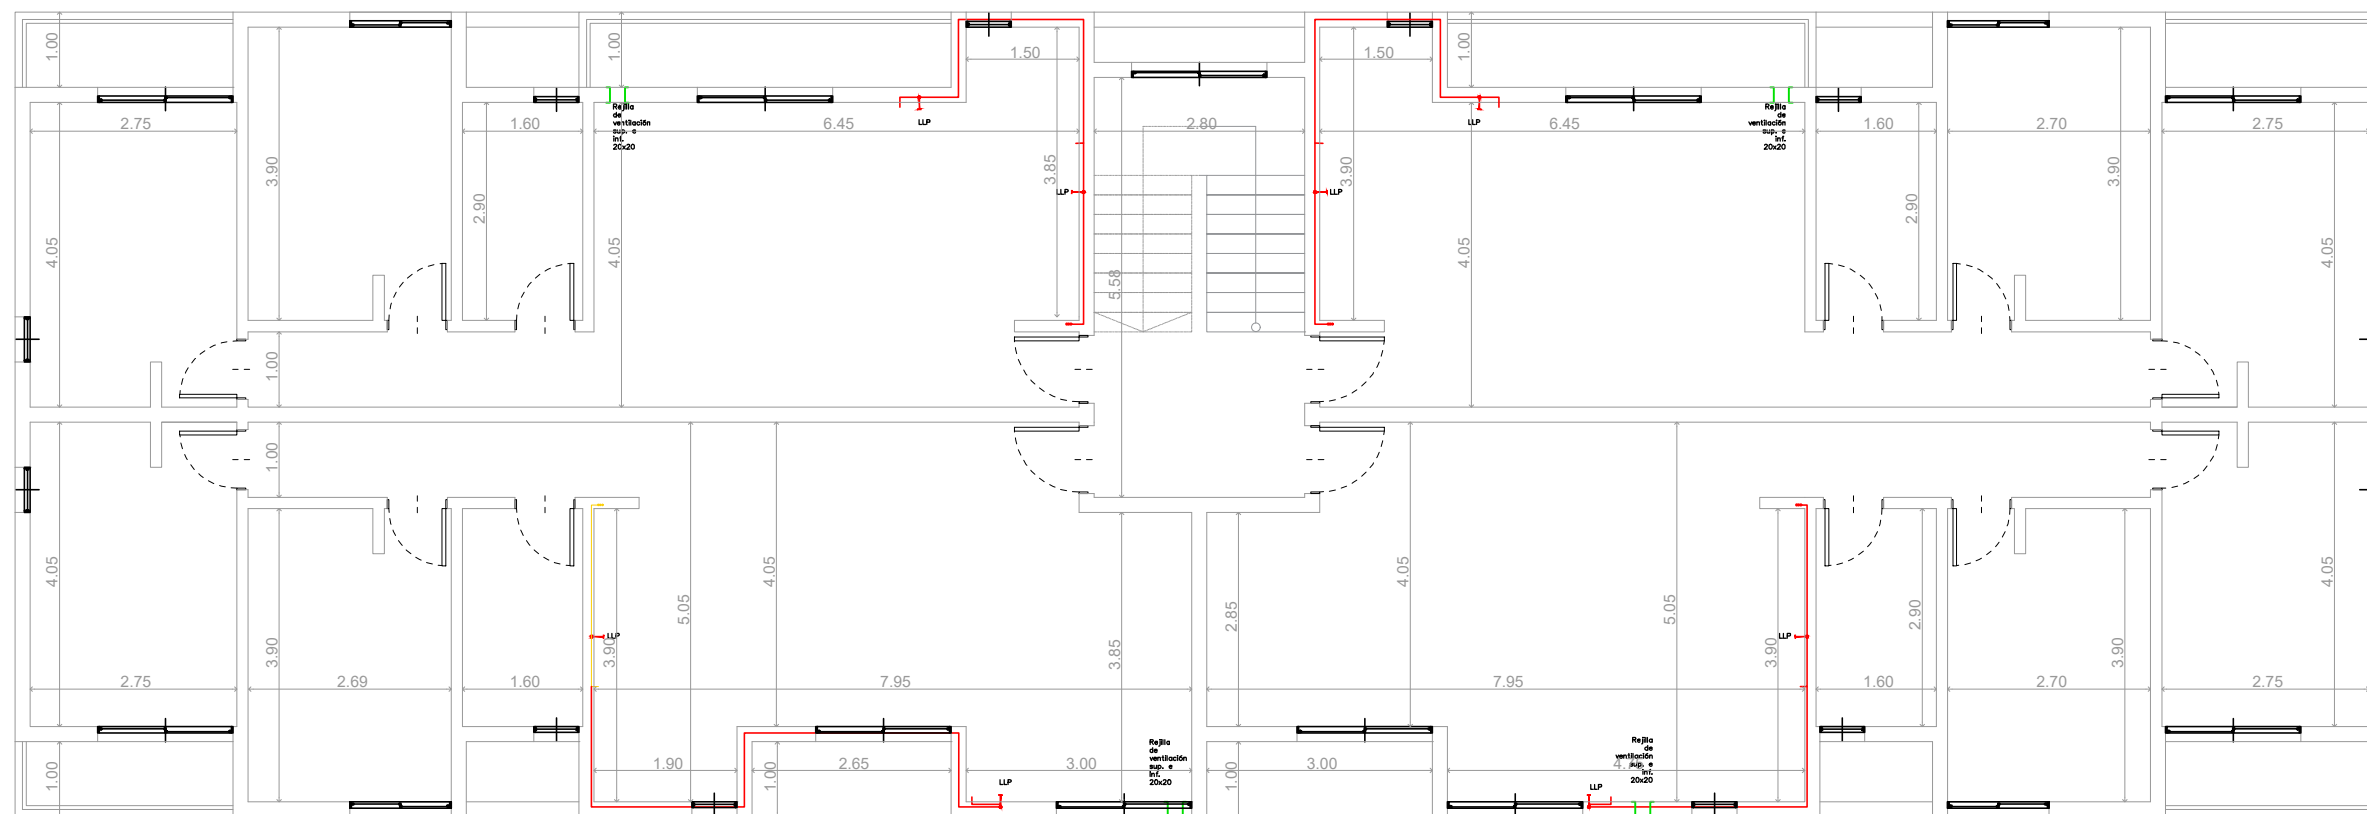 1.00
1.00
1.50
1.50
1.00
2.75
3.90
1.60
2.90
Rejilla
de
ventilación
sup. e
inf.
20x20
6.45
LLP
2.80
3.85
LLP
3.90
LLP
LLP
6.45
Rejilla
de
ventilación
sup. e
inf.
20x20
1.60
2.90
2.70
3.90
2.75
4.05
4.05
5.58
4.05
4.05
1.00
1.00
4.05
3.90
2.75
2.69
1.60
LLP
3.90
5.05
4.05
7.95
3.85
2.85
4.05
7.95
5.05
LLP
3.90
2.90
1.60
3.90
2.70
4.05
2.75
1.00
1.90
1.00
2.65
3.00
LLP
Rejilla
de
ventilación
sup. e
inf.
20x20
1.00
3.00
LLP
Rejilla
de
ventilación
sup. e
inf.
20x20